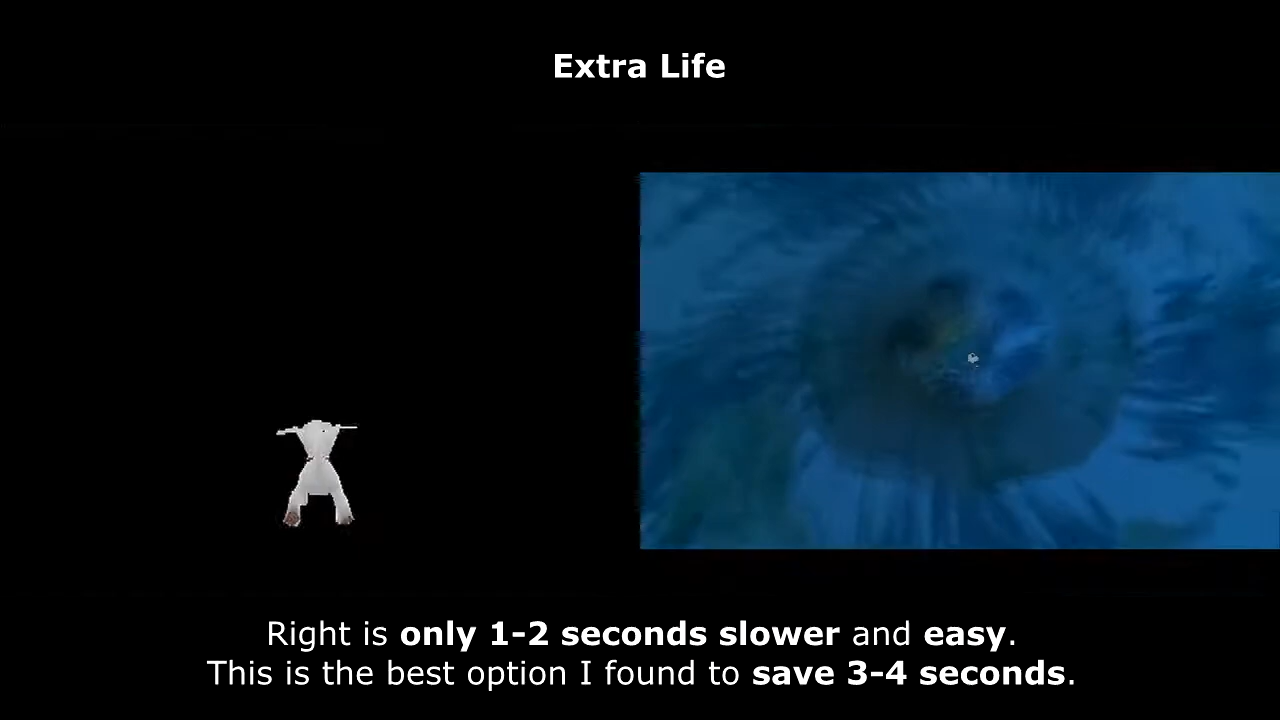 Extra Life
Right is only 1-2 seconds slower and easy.
This is the best option I found to save 3-4 seconds.